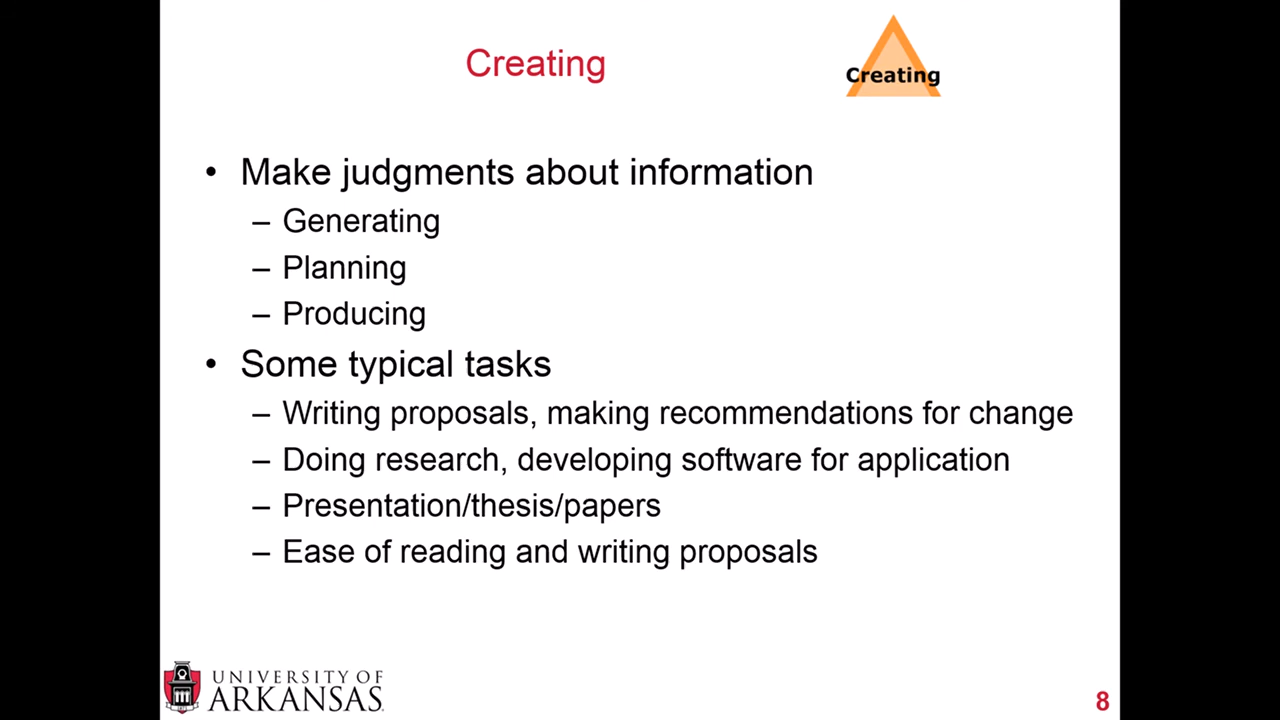 Creating
Creating
• Make judgments about information
– Generating
– Planning
– Producing
• Some typical tasks
– Writing proposals, making recommendations for change
– Doing research, developing software for application
– Presentation/thesis/papers
– Ease of reading and writing proposals
UNIVERSITY OF
ARKANSAS
8